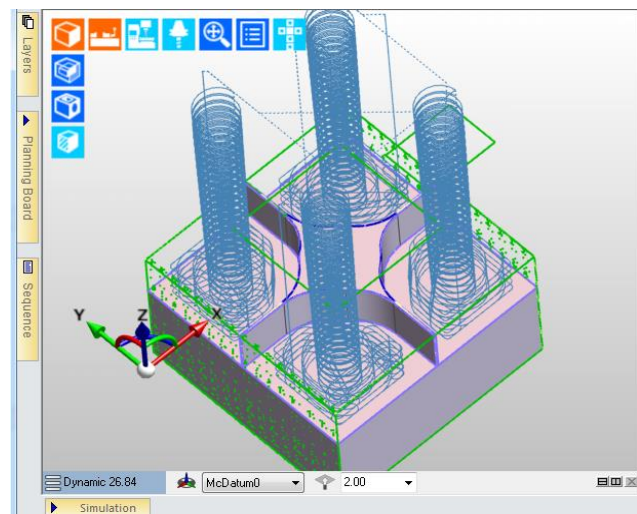 Layers
Planning Board
Sequence
Y
Z
X
Dynamic 26.84
McDatum0
2.00
Simulation